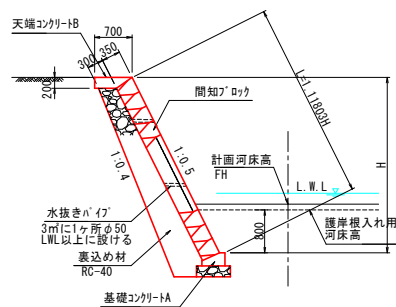 天端コンクリートB
700
300
350
200
間知ブロック
L=1.11803H
1:0.5
1:0.4
H
計画河床高
FH
L.W.L
水抜きパイプ
3㎡に1ヶ所φ50
LWL以上に設ける
800
護岸根入れ用
河床高
裏込め材
RC-40
基礎コンクリートA